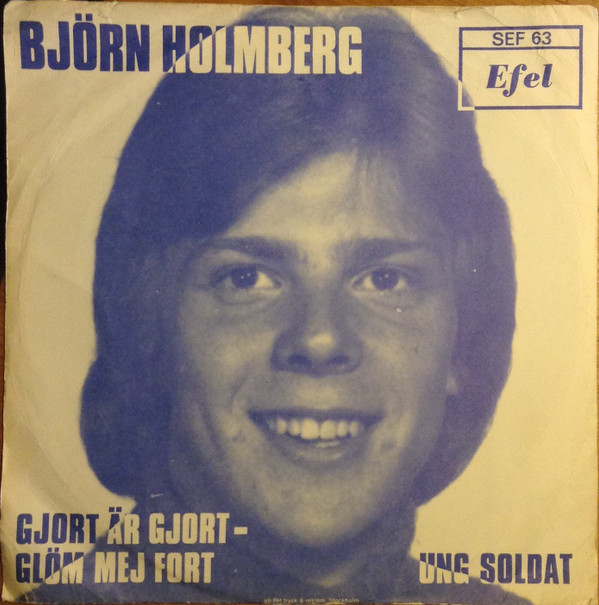 BJÖRN HOLMBERG
SEF 63
Efel
GJORT ÄR GJORT –
GLÖM MEJ FORT
UNG SOLDAT